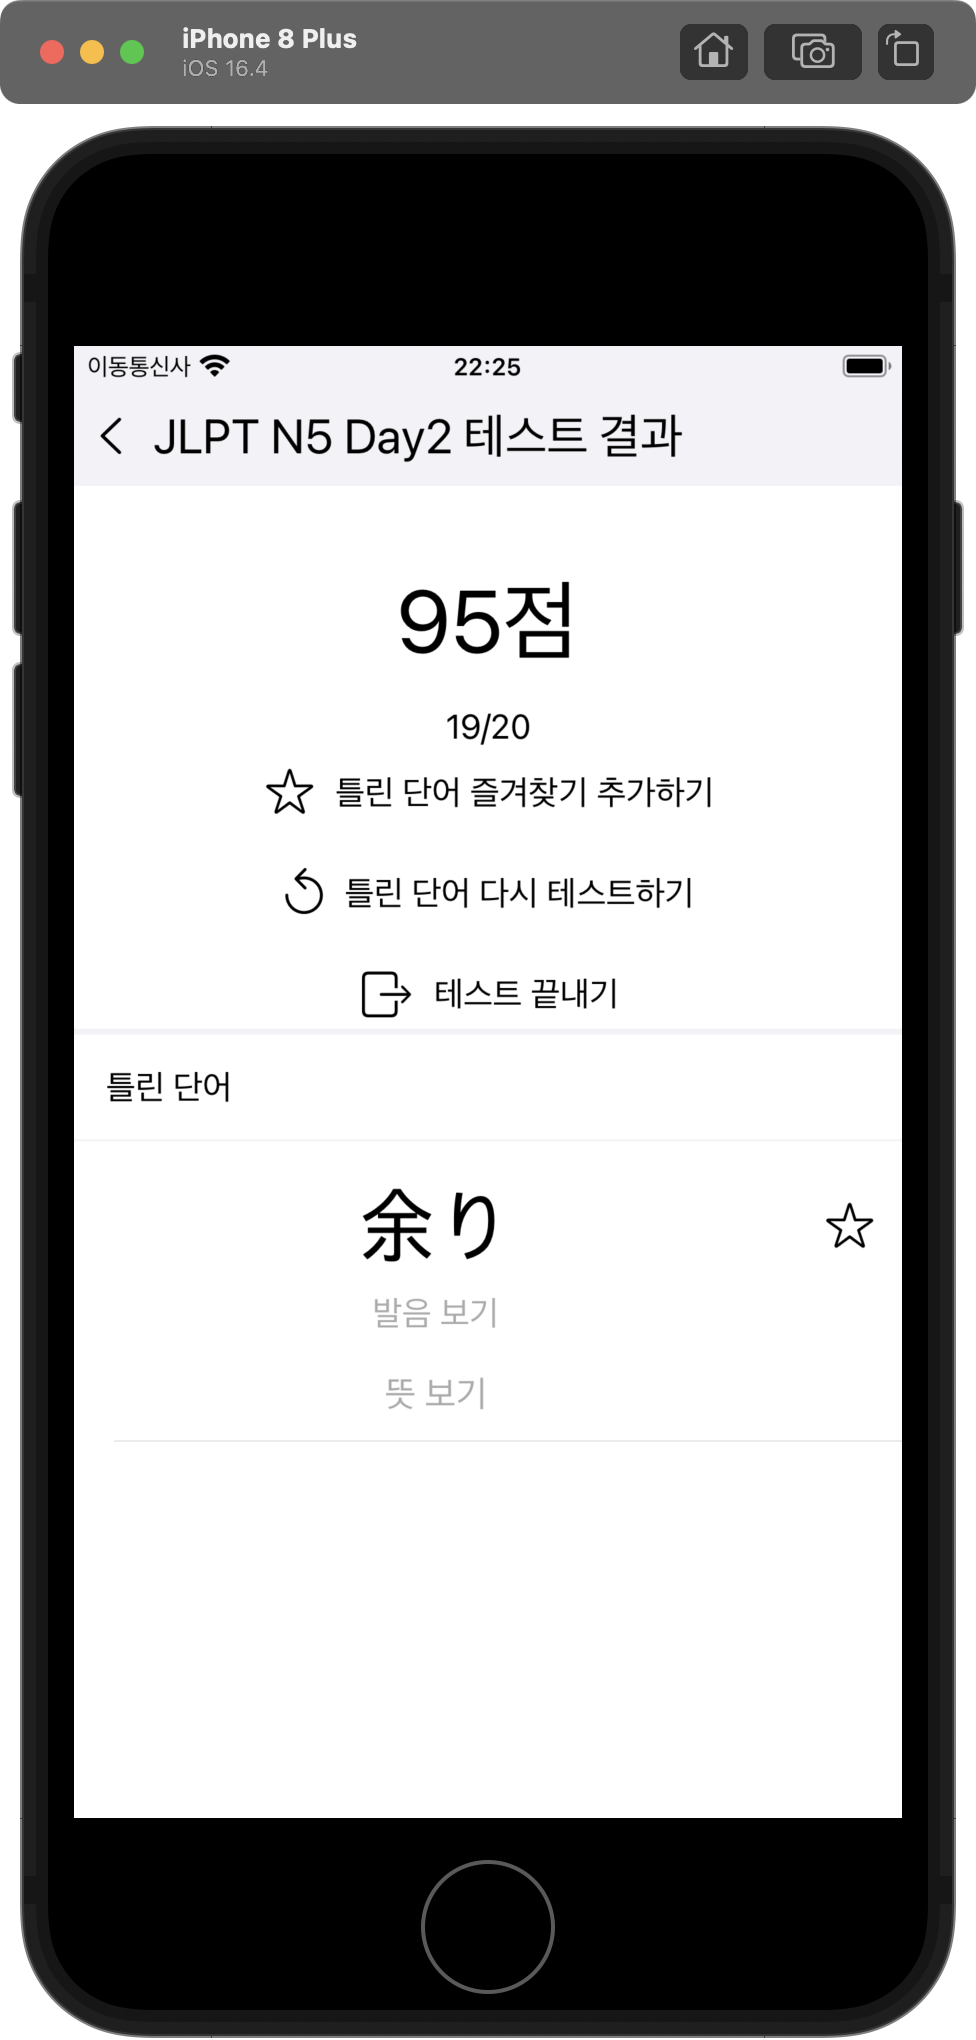 iPhone 8 Plus
iOS 16.4
이동통신사 22:25
JLPT N5 Day2 테스트 결과
95점
19/20
틀린 단어 즐겨찾기 추가하기
틀린 단어 다시 테스트하기
테스트 끝내기
틀린 단어
余り
발음 보기
뜻 보기